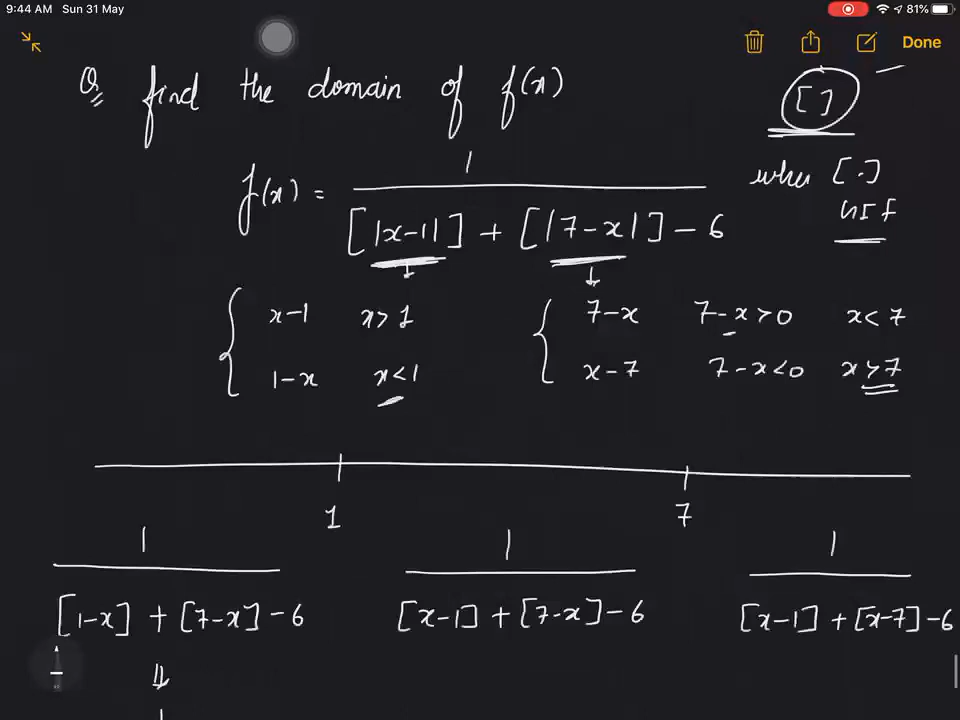 9:44 AM Sun 31 May 81%
Done
Q find the domain of f(x) [ ]
f(x) = 1 / [|x-1|] + [|7-x|] - 6 when [.]
GIF
x-1 x>1 7-x 7-x>0 x<7
1-x x<1 x-7 7-x<0 x>7
1 7
1 / [1-x] + [7-x] - 6 1 / [x-1] + [7-x] - 6 1 / [x-1] + [x-7] - 6